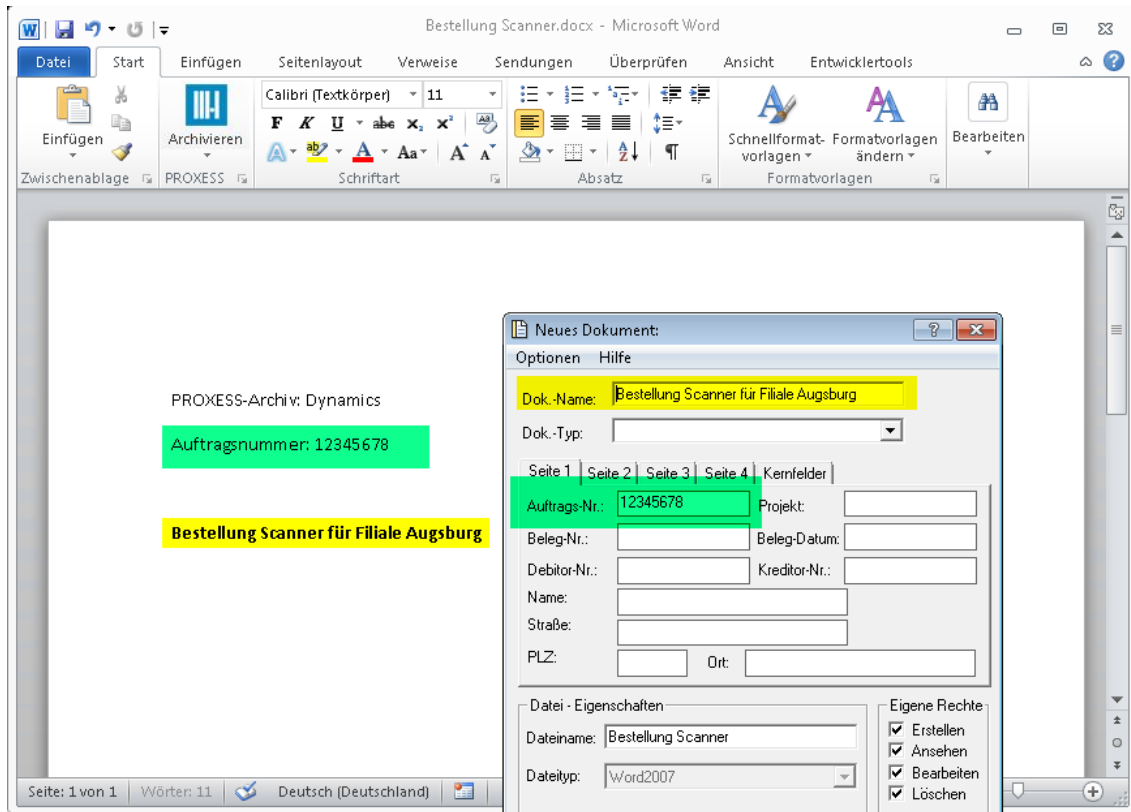 Bestellung Scanner.docx - Microsoft Word
Datei Start Einfügen Seitenlayout Verweise Sendungen Überprüfen Ansicht Entwicklertools
Calibri (Textkörper) 11
Einfügen Archivieren
F K U abc x₂ x² Aa A A
Schnellformat- Formatvorlagen Bearbeiten
vorlagen ändern
Zwischenablage PROXESS Schriftart Absatz Formatvorlagen
PROXESS-Archiv: Dynamics
Auftragsnummer: 12345678
Bestellung Scanner für Filiale Augsburg
Neues Dokument:
Optionen Hilfe
Dok.-Name: Bestellung Scanner für Filiale Augsburg
Dok.-Typ:
Seite 1 Seite 2 Seite 3 Seite 4 Kernfelder
Auftrags-Nr.: 12345678 Projekt:
Beleg-Nr.: Beleg-Datum:
Debitor-Nr.: Kreditor-Nr.:
Name:
Straße:
PLZ: Ort:
Datei - Eigenschaften
Dateiname: Bestellung Scanner
Dateityp: Word2007
Eigene Rechte
Erstellen
Ansehen
Bearbeiten
Löschen
Seite: 1 von 1 Wörter: 11 Deutsch (Deutschland)